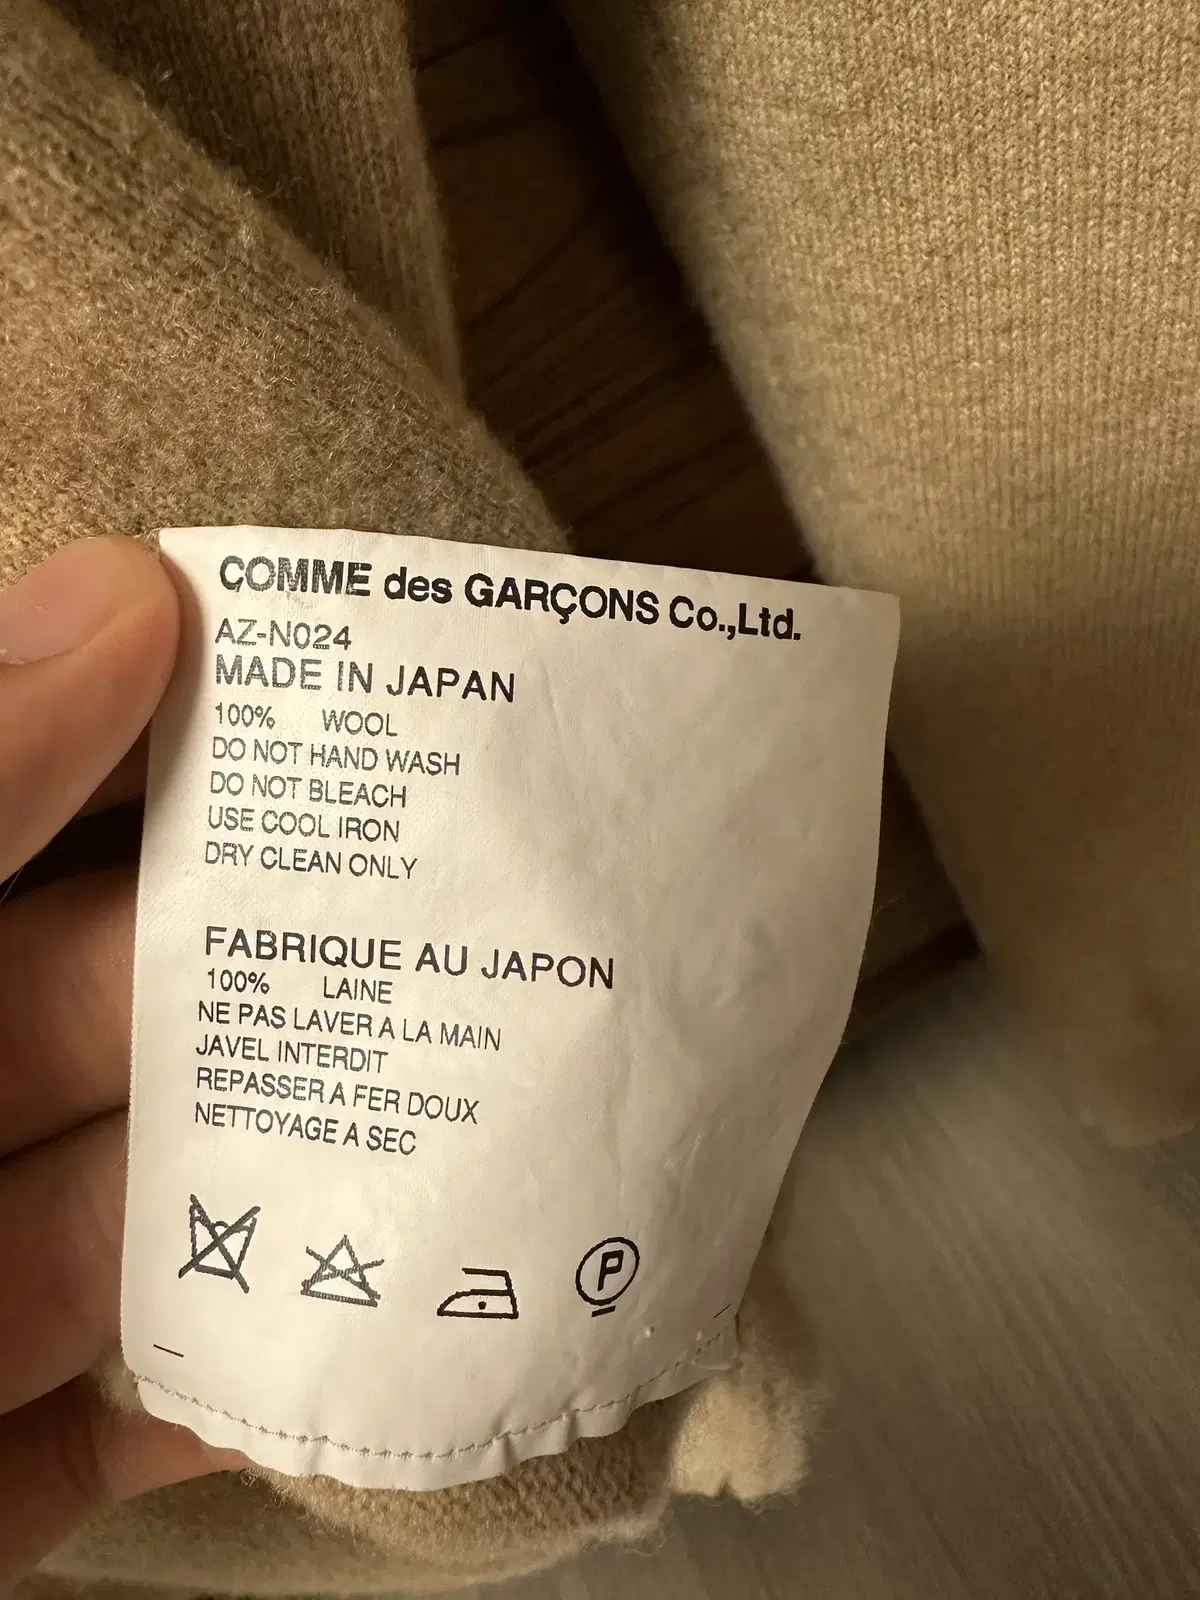 COMME des GARÇONS Co.,Ltd.
AZ-N024
MADE IN JAPAN
100% WOOL
DO NOT HAND WASH
DO NOT BLEACH
USE COOL IRON
DRY CLEAN ONLY
FABRIQUE AU JAPON
100% LAINE
NE PAS LAVER A LA MAIN
JAVEL INTERDIT
REPASSER A FER DOUX
NETTOYAGE A SEC
P